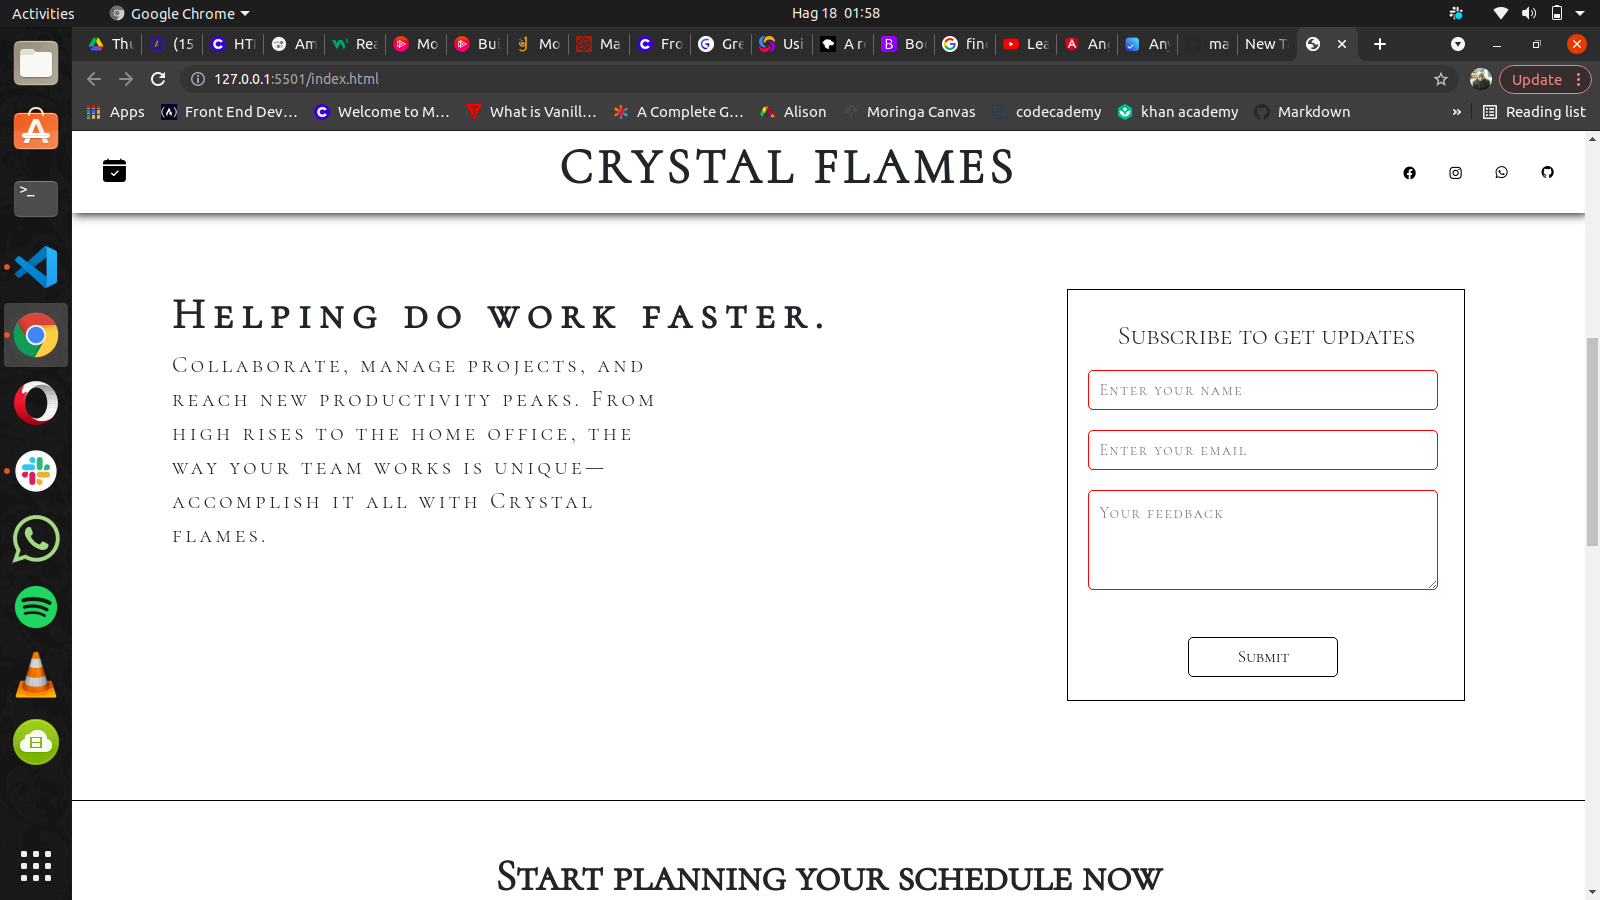 Activities
Google Chrome
Hag 18 01:58
Thu
(15
HT
Am
Rea
Mo
Bui
Mo
Ma
Fro
Gre
Usi
A re
Boo
fin
Lea
An
Any
ma
New T
127.0.0.1:5501/index.html
Update
Apps
Front End Dev...
Welcome to M...
What is Vanill...
A Complete G...
Alison
Moringa Canvas
codecademy
khan academy
Markdown
»
Reading list
CRYSTAL FLAMES
Helping do work faster.
Collaborate, manage projects, and
reach new productivity peaks. From
high rises to the home office, the
way your team works is unique—
accomplish it all with Crystal
flames.
Subscribe to get updates
Enter your name
Enter your email
Your feedback
Submit
Start planning your schedule now